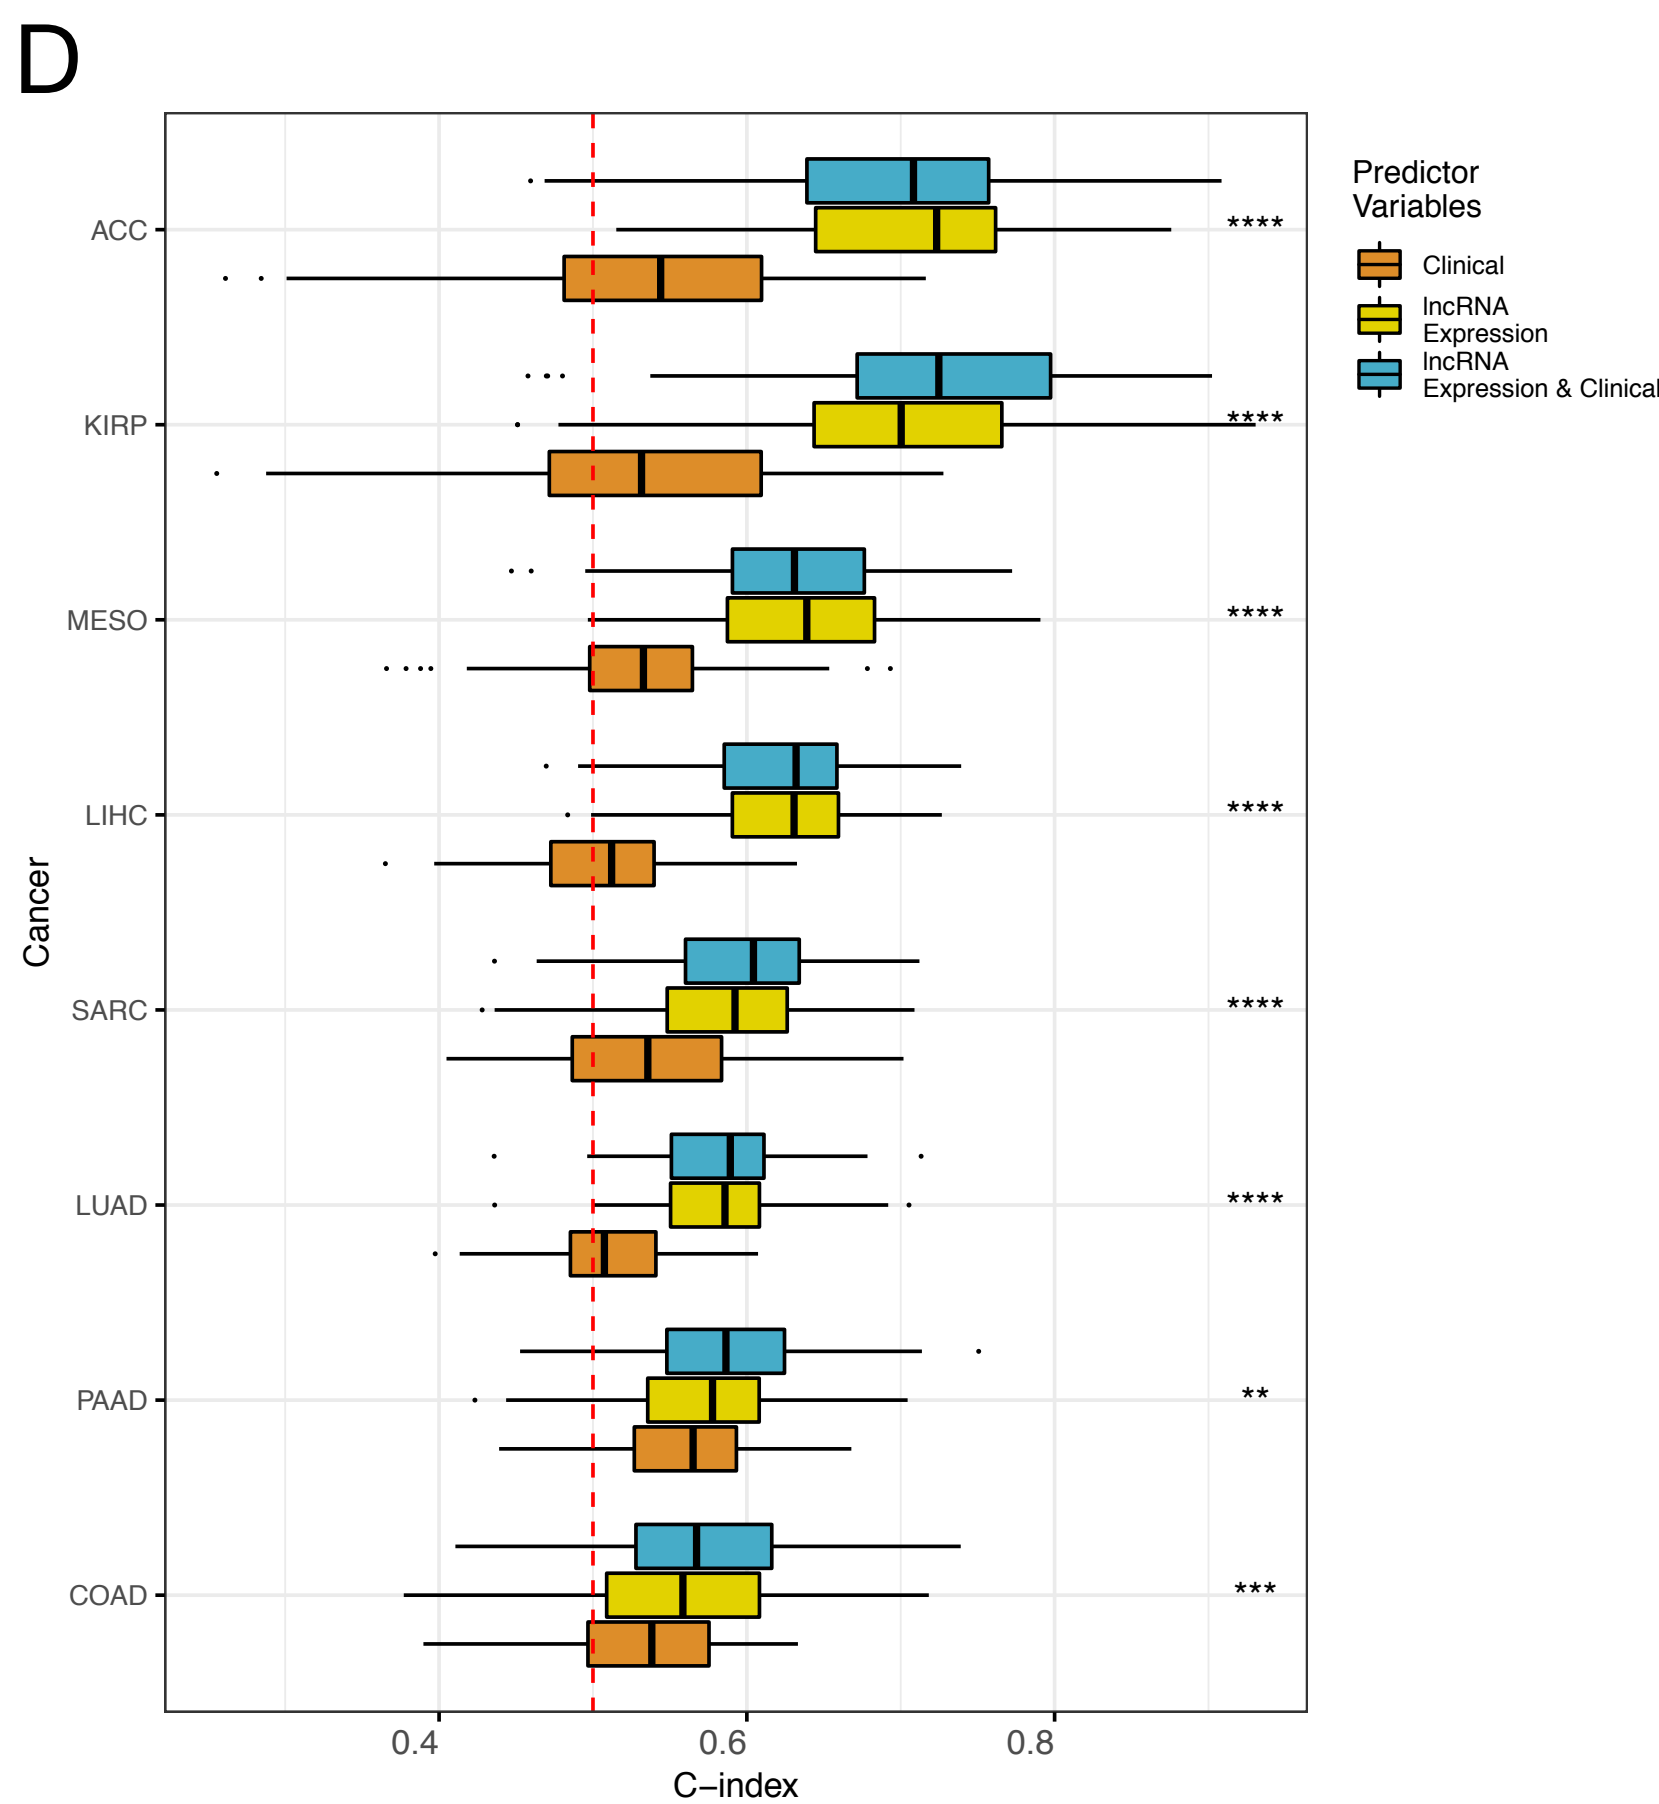 D
ACC
KIRP
MESO
LIHC
SARC
LUAD
PAAD
COAD
Cancer
****
****
****
****
****
****
**
***
0.4
0.6
0.8
C−index
Predictor
Variables
Clinical
lncRNA
Expression
lncRNA
Expression & Clinical